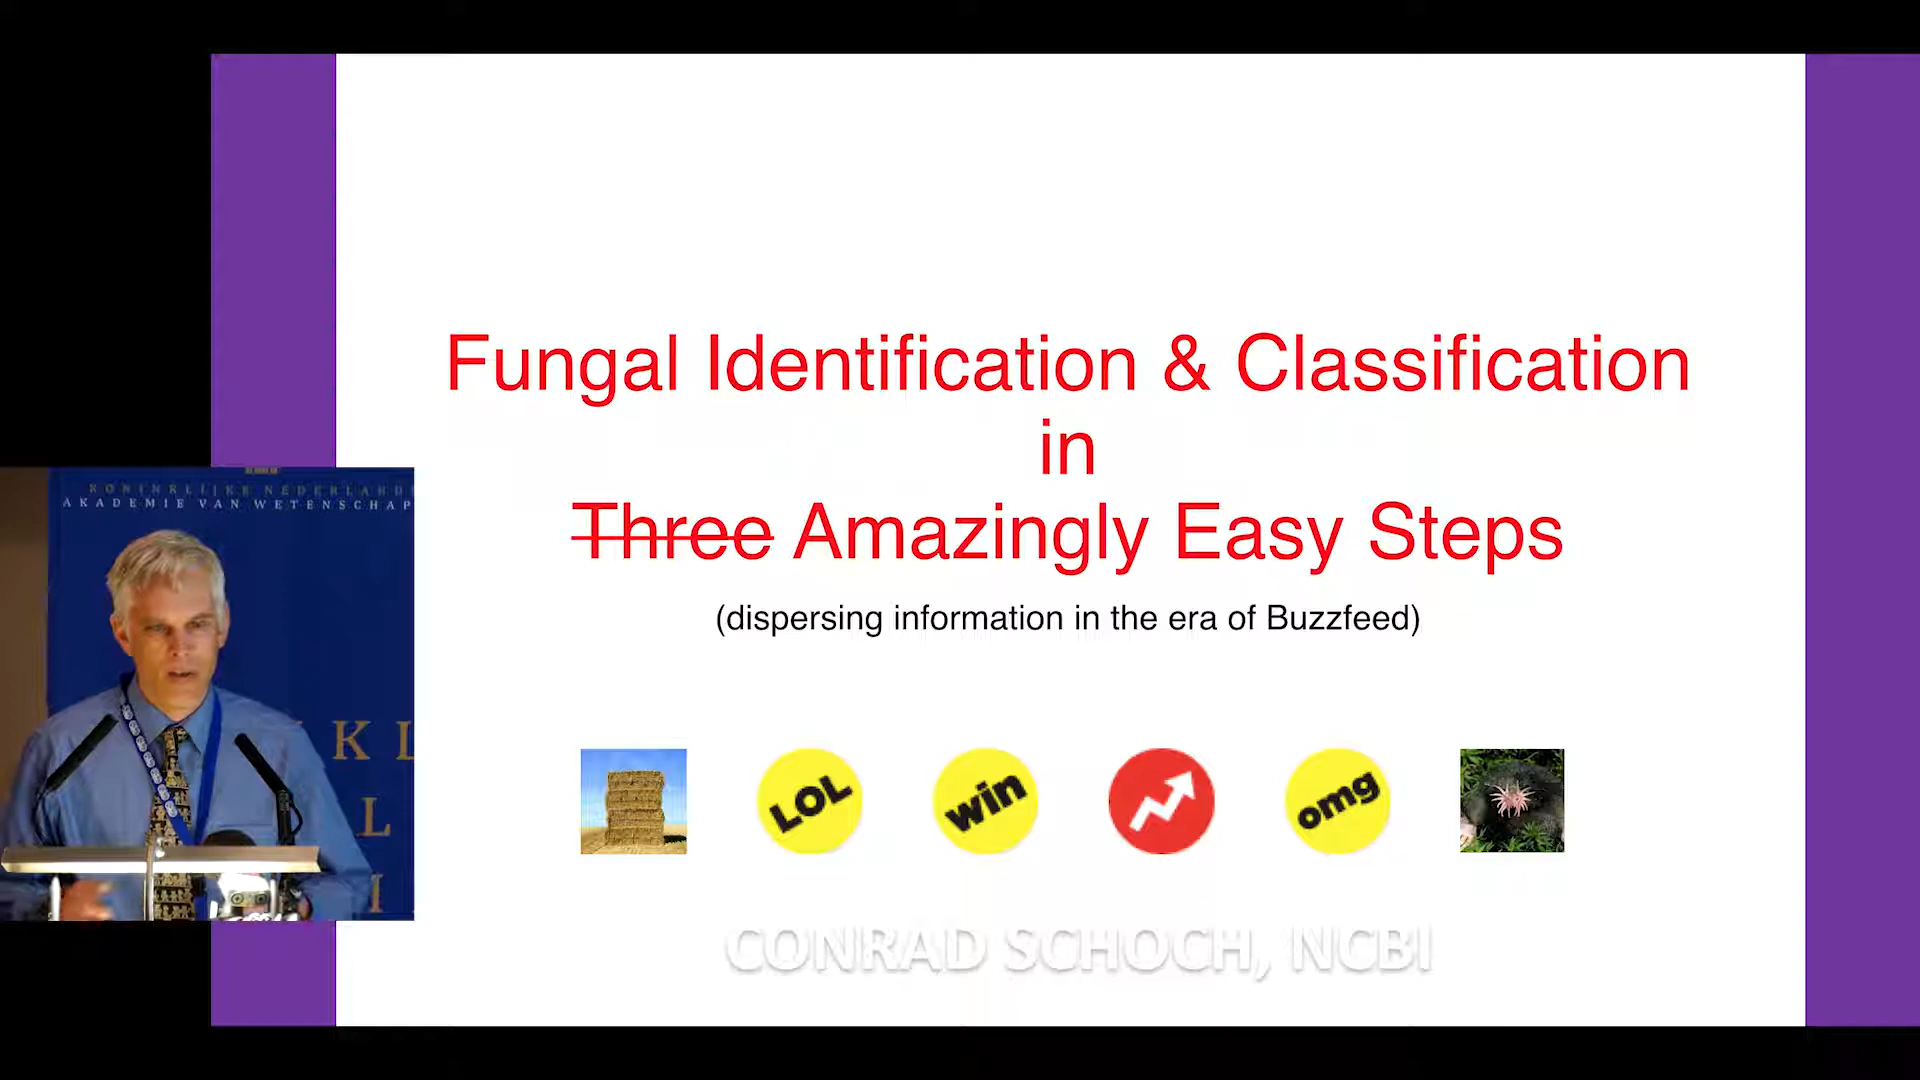 Fungal Identification & Classification
in
Three Amazingly Easy Steps
(dispersing information in the era of Buzzfeed)
LOL
win
omg
CONRAD SCHOCH, NCBI
KONINKLIJKE NEDERLAND
AKADEMIE VAN WETENSCHAP
K L
L
I